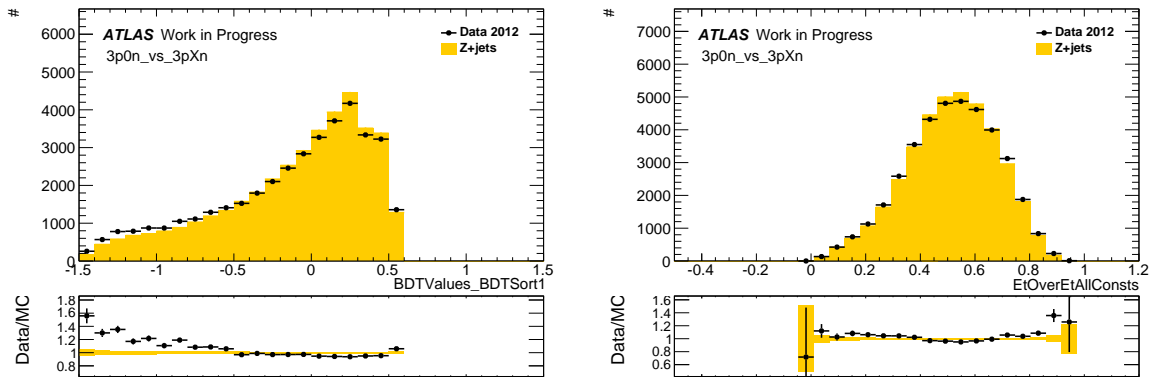 #
6000
5000
4000
3000
2000
1000
0
ATLAS Work in Progress
3p0n_vs_3pXn
Data 2012
Z+jets
-1.5 -1 -0.5 0 0.5 1 1.5
BDTValues_BDTSort1
Data/MC
1.6
1.4
1.2
1
0.8
#
7000
6000
5000
4000
3000
2000
1000
0
ATLAS Work in Progress
3p0n_vs_3pXn
Data 2012
Z+jets
-0.4 -0.2 0 0.2 0.4 0.6 0.8 1 1.2
EtOverEtAllConsts
Data/MC
1.6
1.4
1.2
1
0.8
0.6